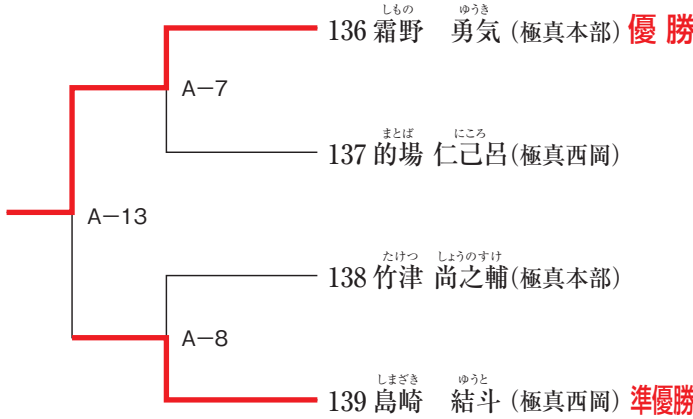 しもの ゆうき
136 霜野 勇気 (極真本部) 優勝
A−7
まとば にころ
137 的場 仁己呂(極真西岡)
A−13
たけつ しょうのすけ
138 竹津 尚之輔(極真本部)
A−8
しまざき ゆうと
139 島崎 結斗 (極真西岡) 準優勝